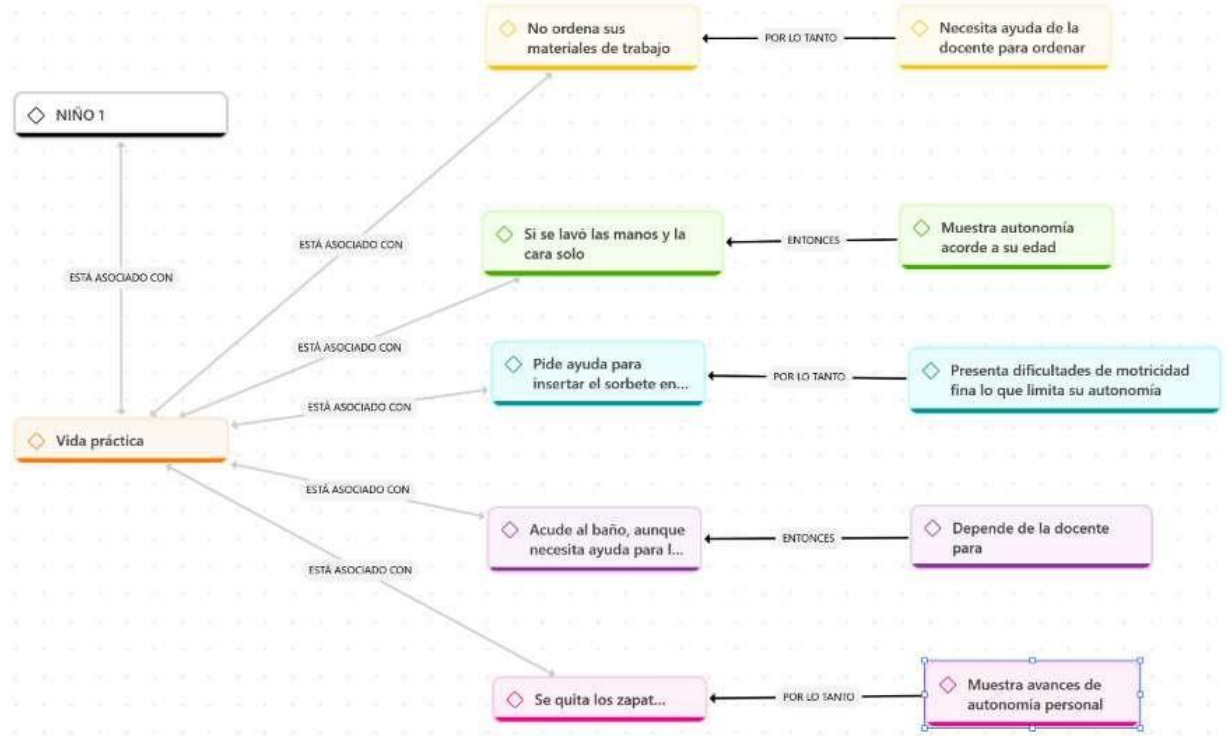 No ordena sus
materiales de trabajo
POR LO TANTO
Necesita ayuda de la
docente para ordenar
NIÑO 1
ESTÁ ASOCIADO CON
ESTÁ ASOCIADO CON
Si se lavó las manos y la
cara solo
ENTONCES
Muestra autonomía
acorde a su edad
ESTÁ ASOCIADO CON
Pide ayuda para
insertar el sorbete en...
POR LO TANTO
Presenta dificultades de motricidad
fina lo que limita su autonomía
ESTÁ ASOCIADO CON
Vida práctica
ESTÁ ASOCIADO CON
Acude al baño, aunque
necesita ayuda para l...
ENTONCES
Depende de la docente
para
ESTÁ ASOCIADO CON
Se quita los zapat...
POR LO TANTO
Muestra avances de
autonomia personal